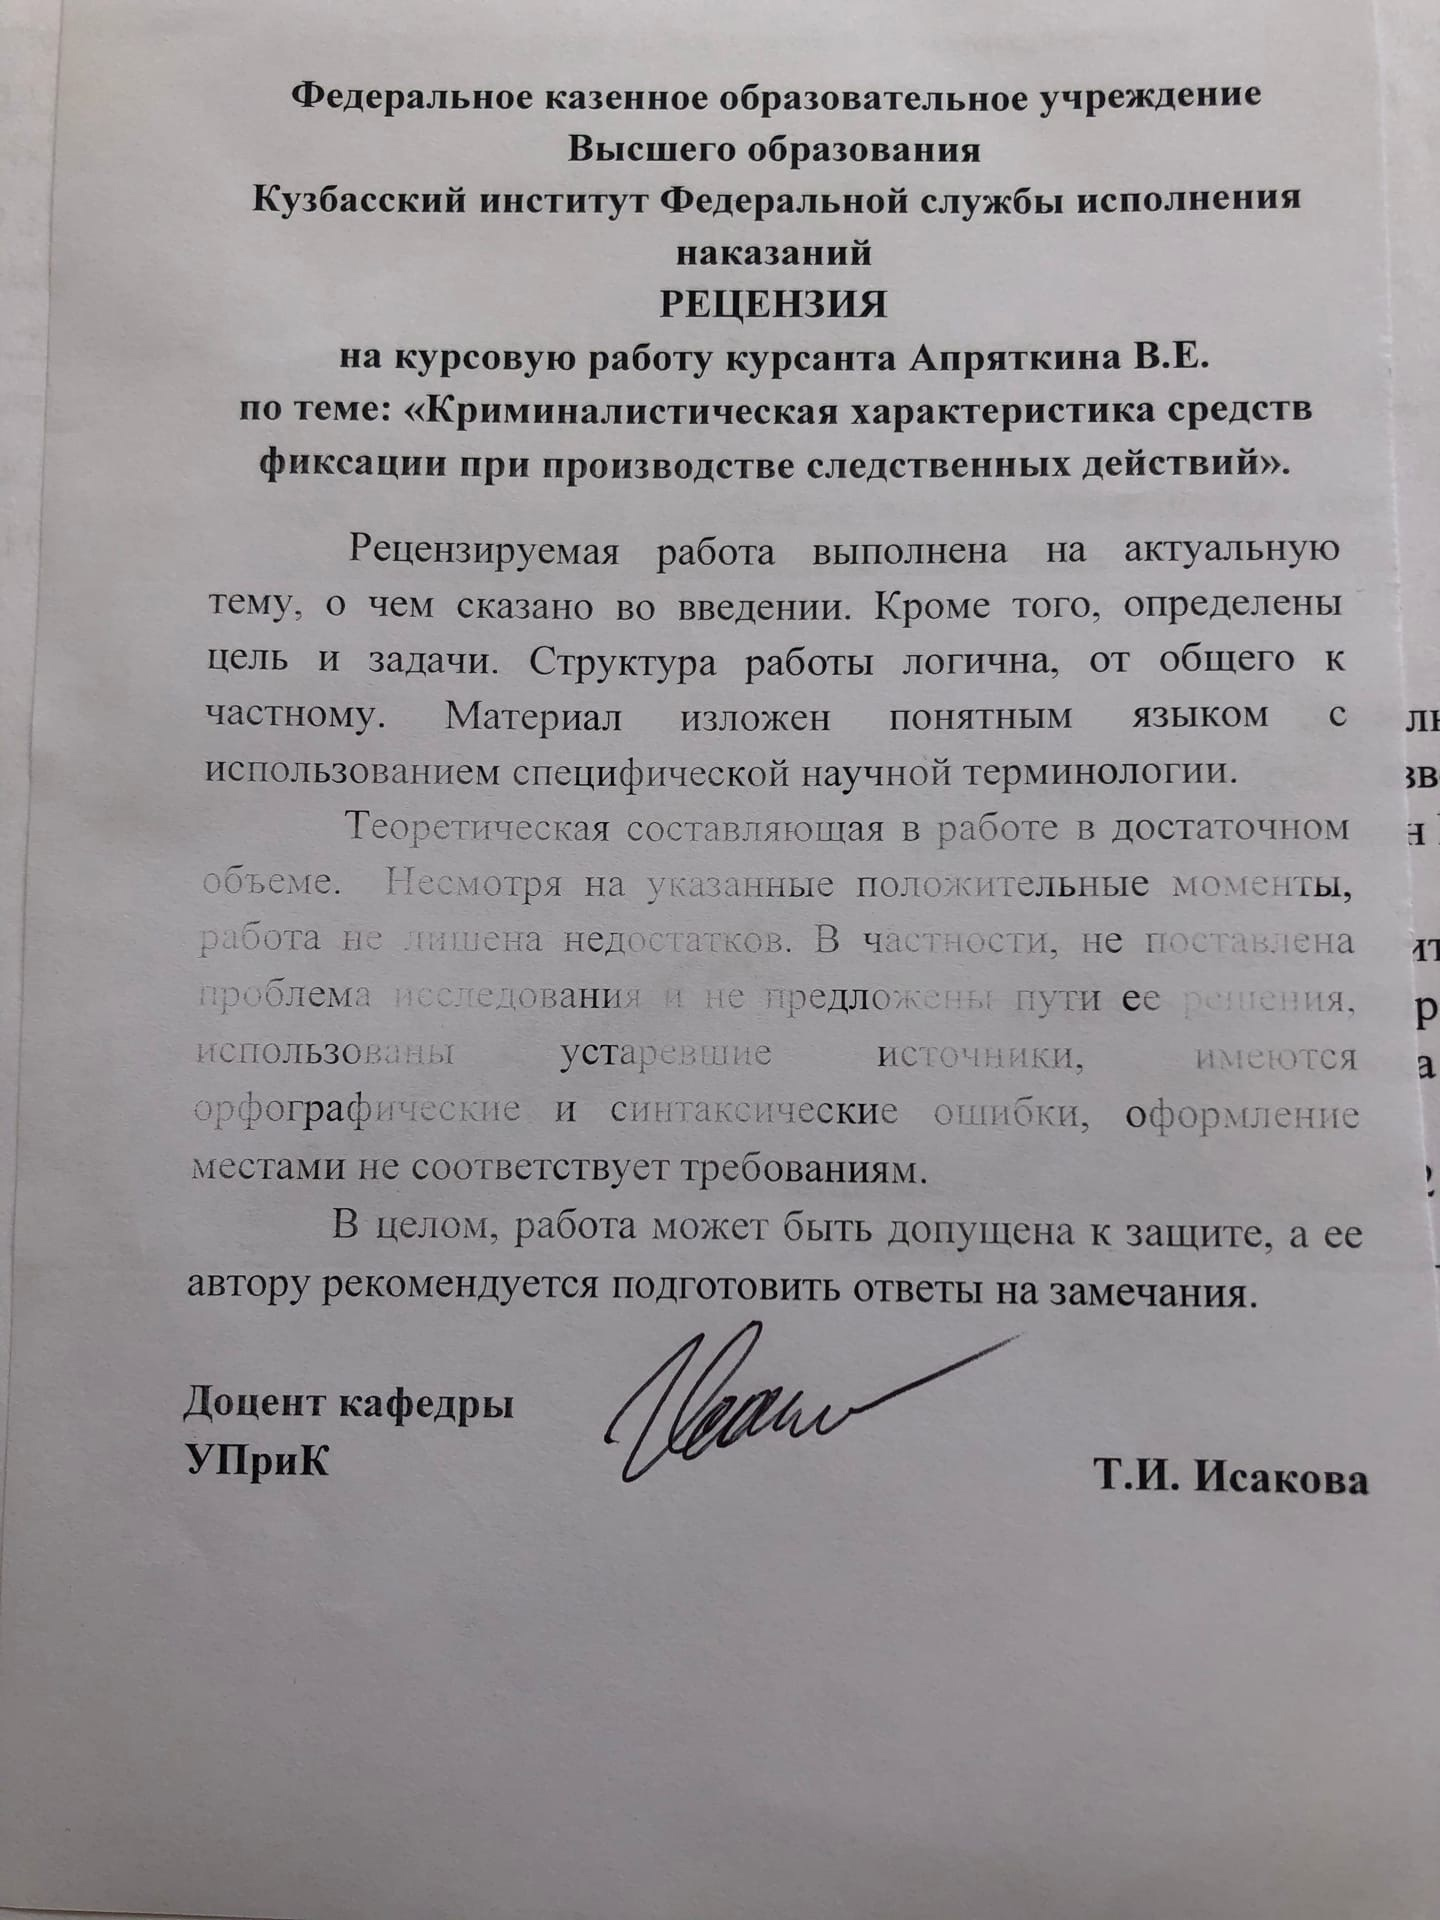 Федеральное казенное образовательное учреждение
Высшего образования
Кузбасский институт Федеральной службы исполнения
наказаний
РЕЦЕНЗИЯ
на курсовую работу курсанта Апряткина В.Е.
по теме: «Криминалистическая характеристика средств
фиксации при производстве следственных действий».
Рецензируемая работа выполнена на актуальную
тему, о чем сказано во введении. Кроме того, определены
цель и задачи. Структура работы логична, от общего к
частному. Материал изложен понятным языком с
использованием специфической научной терминологии.
Теоретическая составляющая в работе в достаточном
объеме. Несмотря на указанные положительные моменты,
работа не лишена недостатков. В частности, не поставлена
проблема исследования и не предложены пути ее решения,
использованы устаревшие источники, имеются
орфографические и синтаксические ошибки, оформление
местами не соответствует требованиям.
В целом, работа может быть допущена к защите, а ее
автору рекомендуется подготовить ответы на замечания.
Доцент кафедры
УПриК
Т.И. Исакова